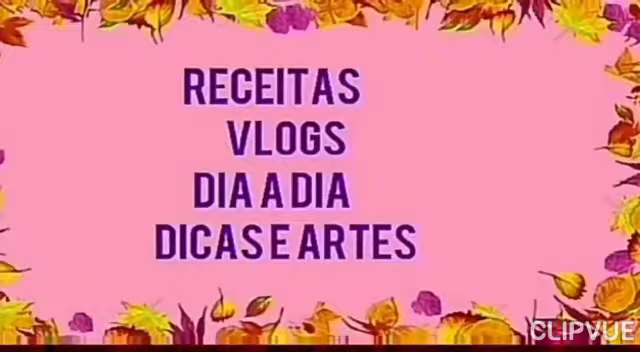 RECEITAS
VLOGS
DIA A DIA
DICAS E ARTES
CLIPVUE